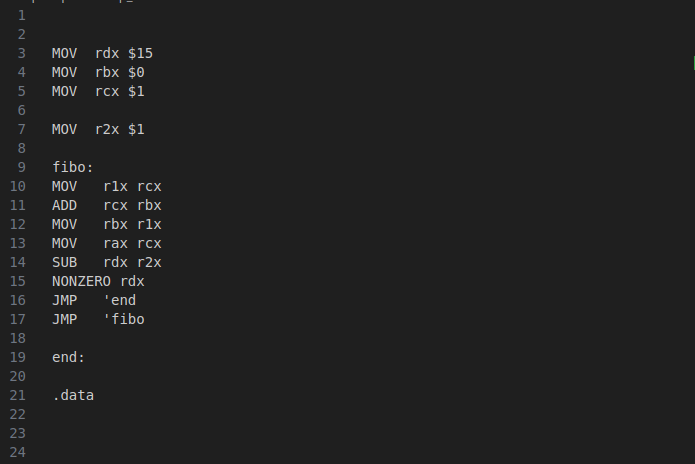 1
2
3 MOV  rdx $15
4 MOV  rbx $0
5 MOV  rcx $1
6
7 MOV  r2x $1
8
9 fibo:
10 MOV   r1x rcx
11 ADD   rcx rbx
12 MOV   rbx r1x
13 MOV   rax rcx
14 SUB   rdx r2x
15 NONZERO rdx
16 JMP   'end
17 JMP   'fibo
18
19 end:
20
21 .data
22
23
24